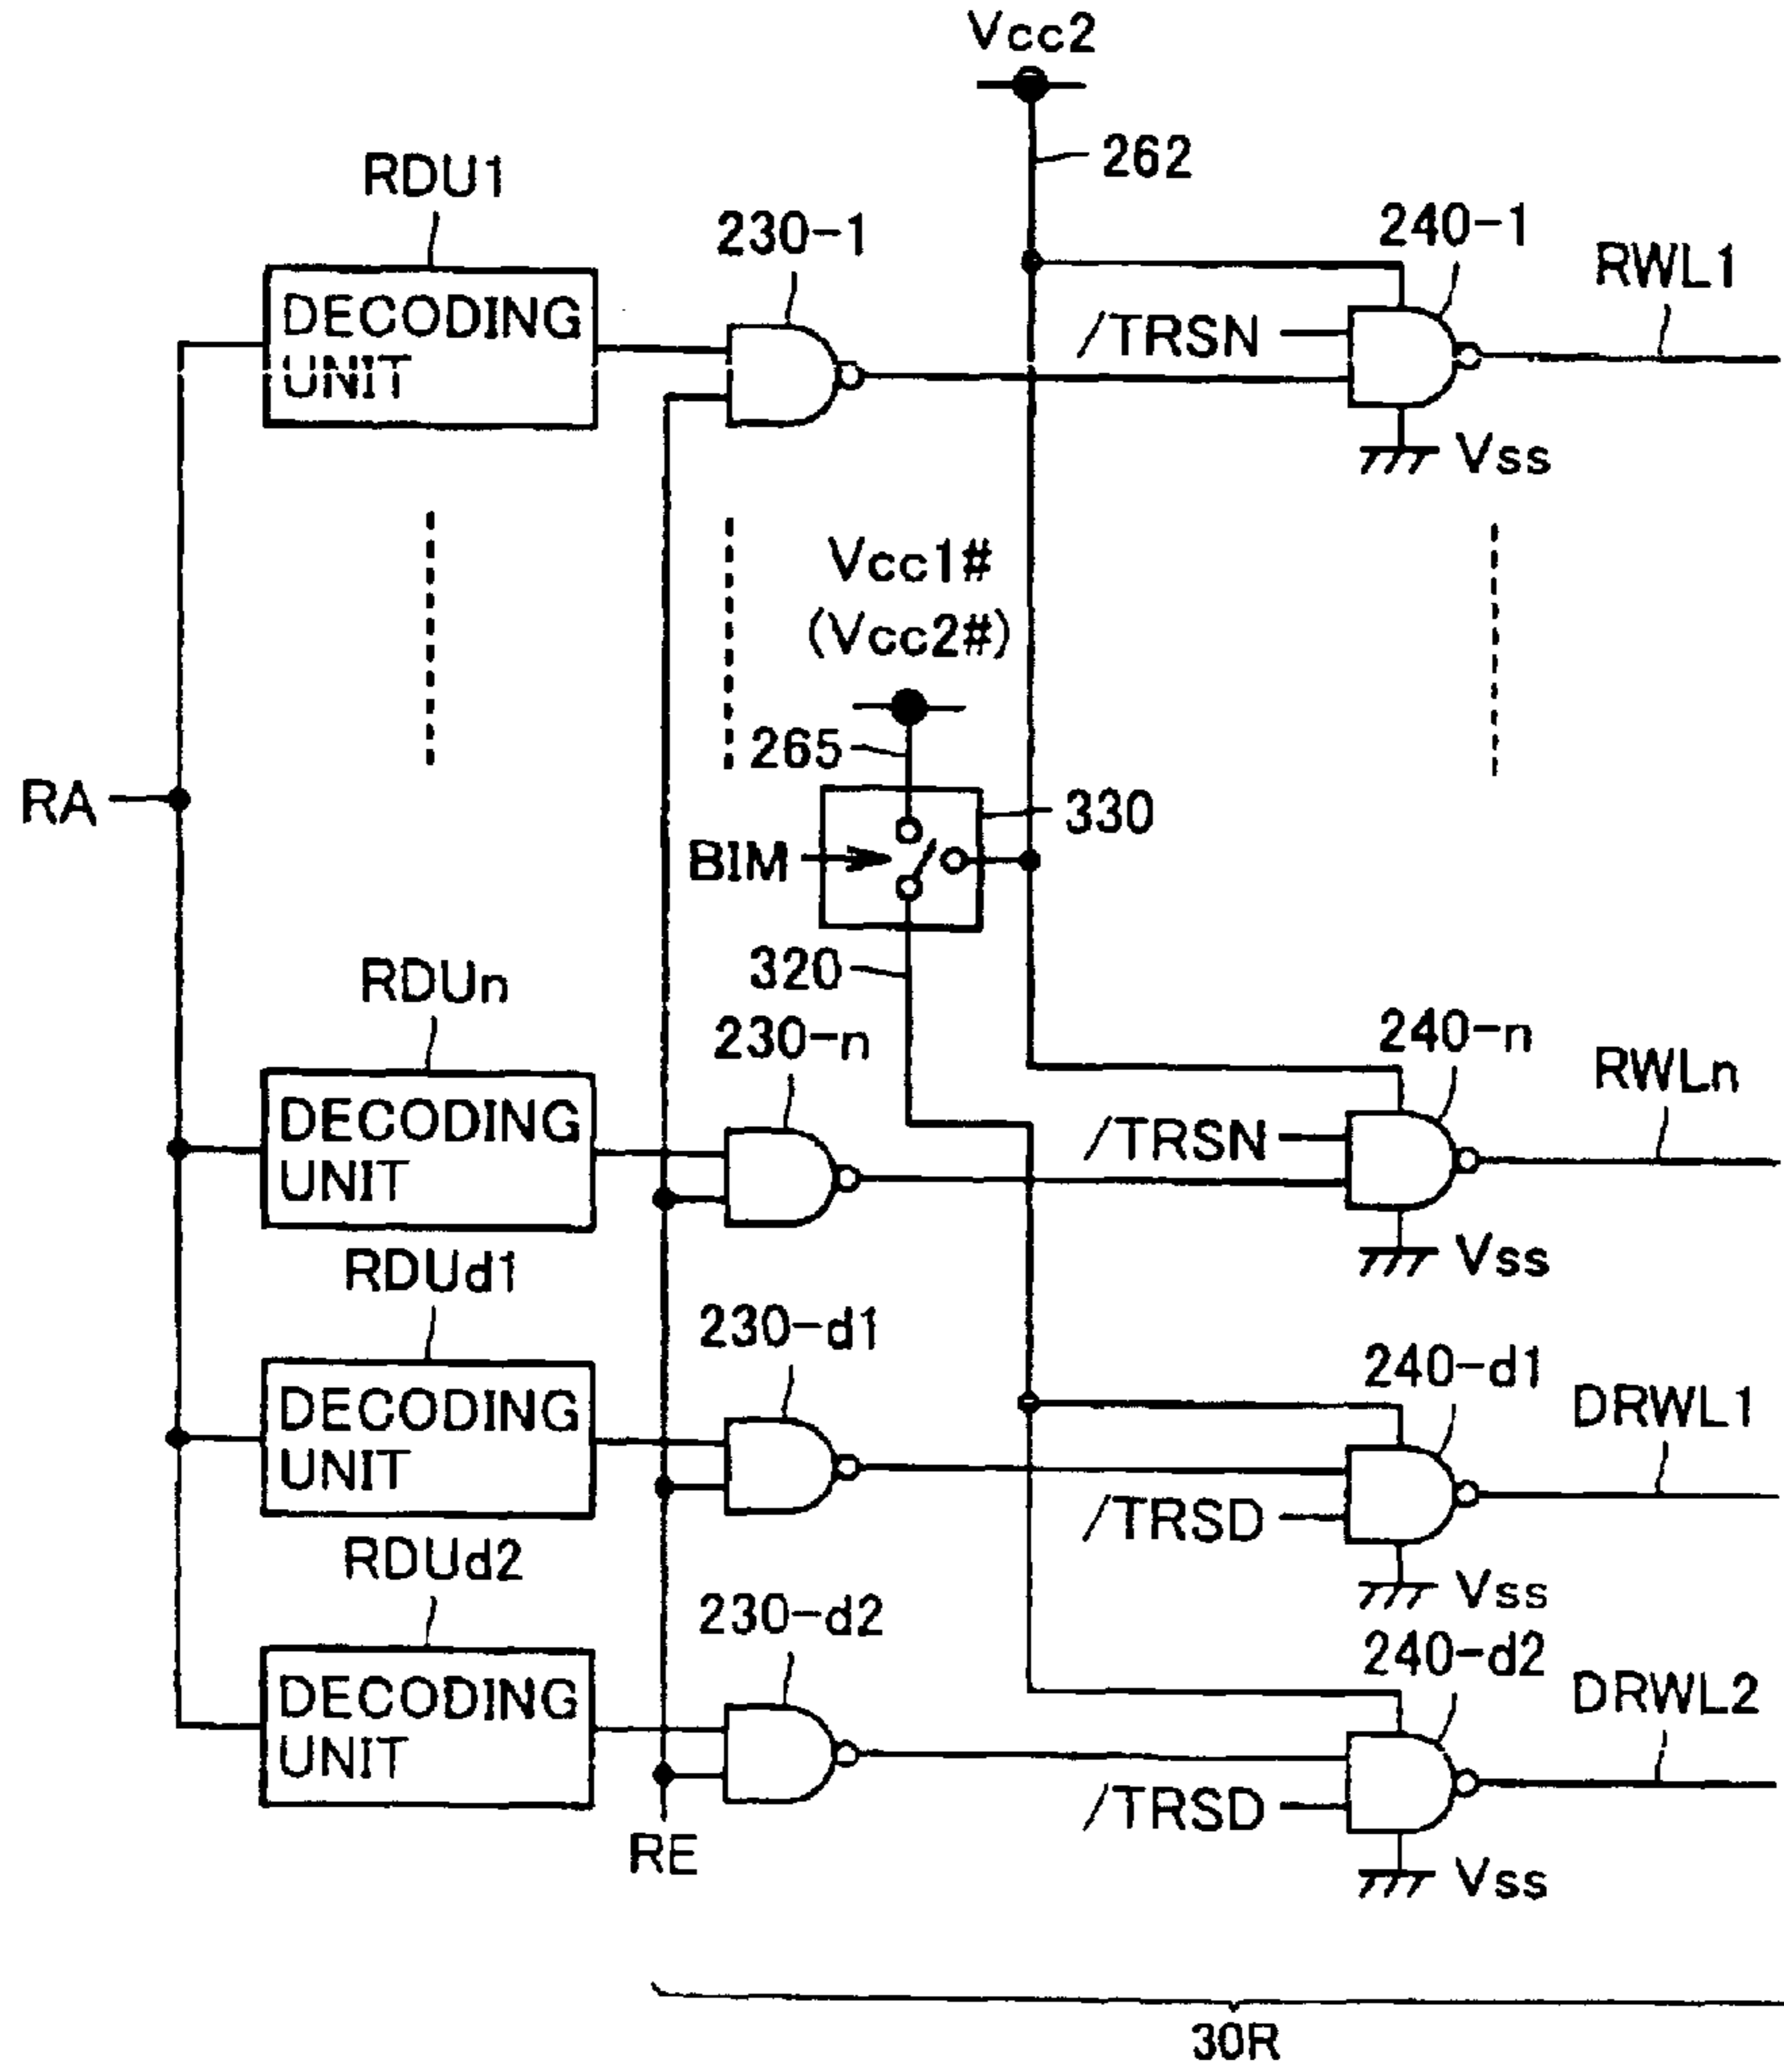 Vcc2
262
RDU1
230-1
240-1
RWL1
DECODING
UNIT
/TRSN
Vss
Vcc1#
(Vcc2#)
265
RA
330
BIM
320
RDUn
230-n
240-n
RWLn
DECODING
UNIT
/TRSN
Vss
RDUd1
230-d1
240-d1
DRWL1
DECODING
UNIT
/TRSD
Vss
RDUd2
230-d2
240-d2
DRWL2
DECODING
UNIT
/TRSD
RE
Vss
30R